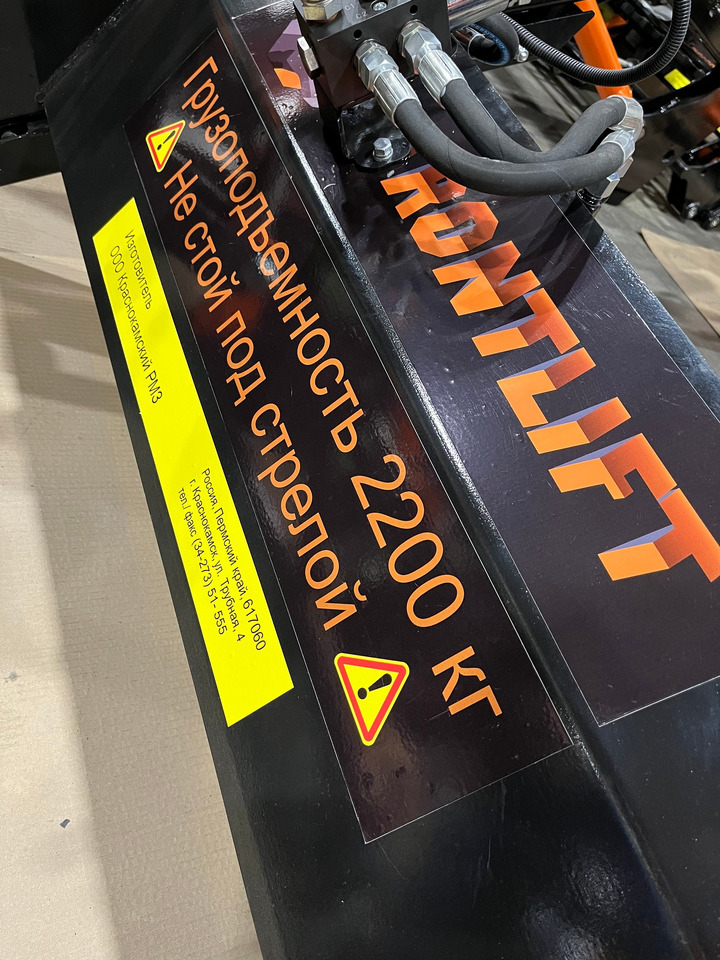 RONTLIFT
Грузоподъемность 2200 кг
Не стой под стрелой
Изготовитель
ООО Краснокамский РМЗ
Россия, Пермский край, 617060
г. Краснокамск, ул. Трубная, 4
тел./ факс (34-273) 51- 555